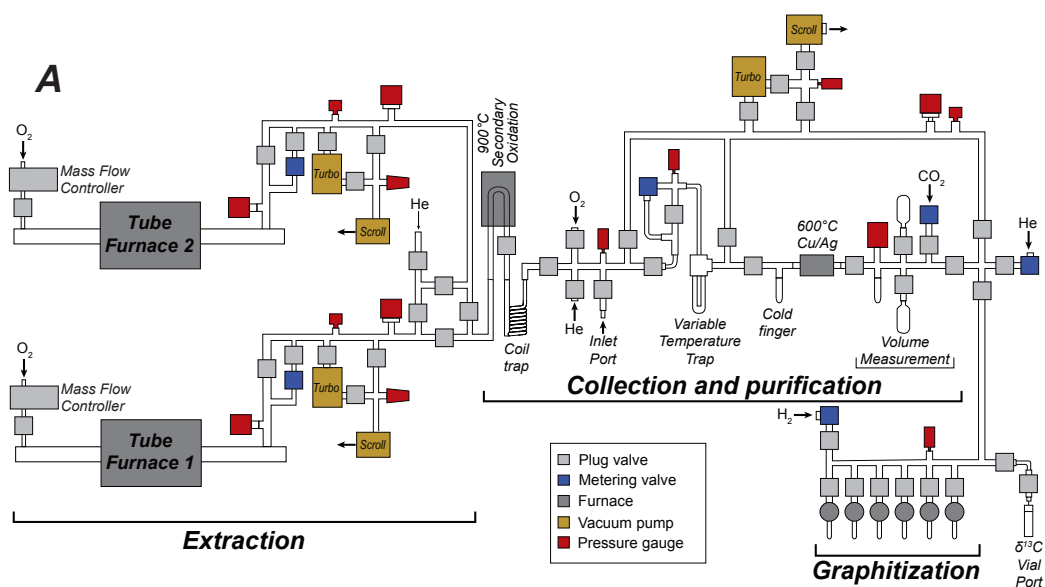 A
O2
Mass Flow
Controller
Tube
Furnace 2
Turbo
Scroll
He
900°C
Secondary
Oxidation
O2
Mass Flow
Controller
Tube
Furnace 1
Turbo
Scroll
Extraction
Coil
trap
O2
He
Inlet
Port
Turbo
Scroll
Variable
Temperature
Trap
Cold
finger
600°C
Cu/Ag
CO2
He
Volume
Measurement
Collection and purification
H2
Graphitization
δ13C
Vial
Port
Plug valve
Metering valve
Furnace
Vacuum pump
Pressure gauge